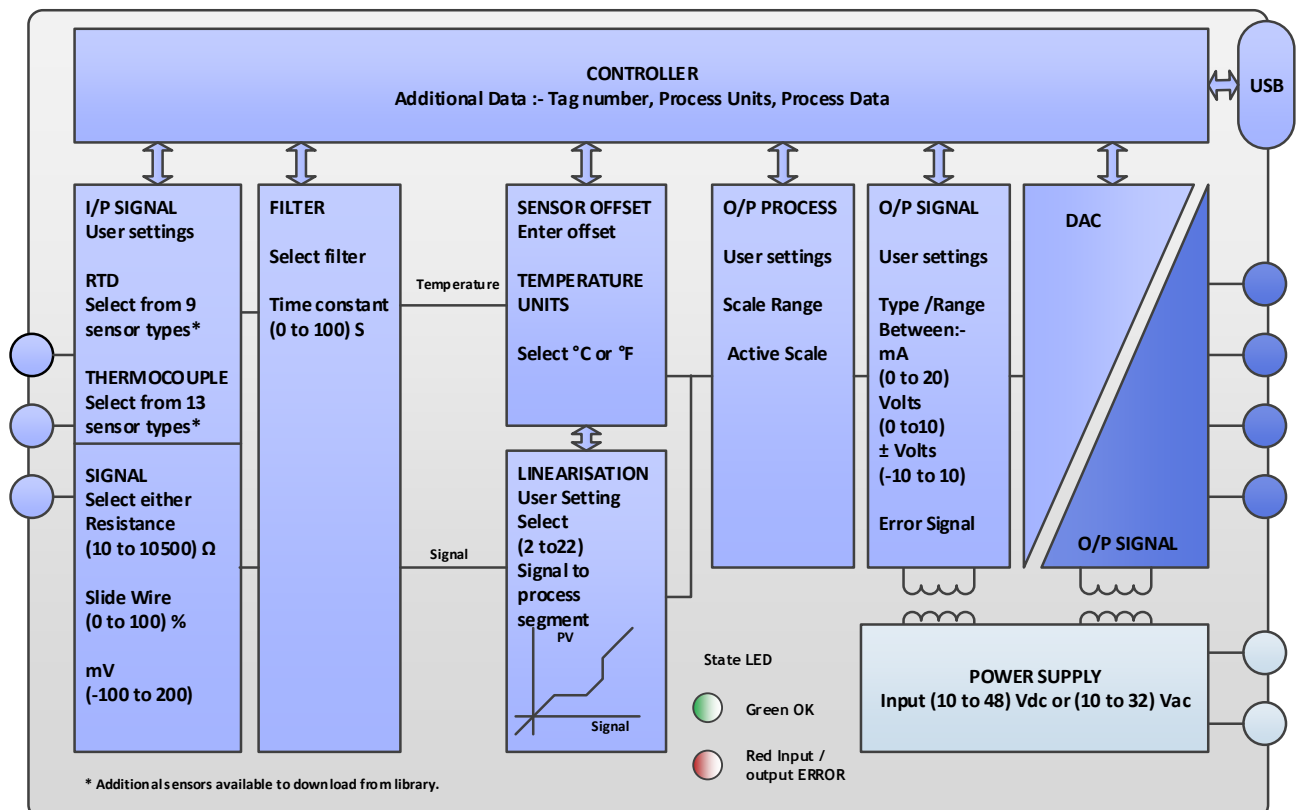 CONTROLLER
Additional Data :- Tag number, Process Units, Process Data
USB
I/P SIGNAL
User settings
RTD
Select from 9
sensor types*
THERMOCOUPLE
Select from 13
sensor types*
SIGNAL
Select either
Resistance
(10 to 10500) Ω
Slide Wire
(0 to 100) %
mV
(-100 to 200)
FILTER
Select filter
Time constant
(0 to 100) S
Temperature
Signal
SENSOR OFFSET
Enter offset
TEMPERATURE
UNITS
Select °C or °F
LINEARISATION
User Setting
Select
(2 to22)
Signal to
process
segment
PV
Signal
O/P PROCESS
User settings
Scale Range
Active Scale
O/P SIGNAL
User settings
Type /Range
Between:-
mA
(0 to 20)
Volts
(0 to10)
± Volts
(-10 to 10)
Error Signal
DAC
O/P SIGNAL
State LED
Green OK
Red Input /
output ERROR
POWER SUPPLY
Input (10 to 48) Vdc or (10 to 32) Vac
* Additional sensors available to download from library.